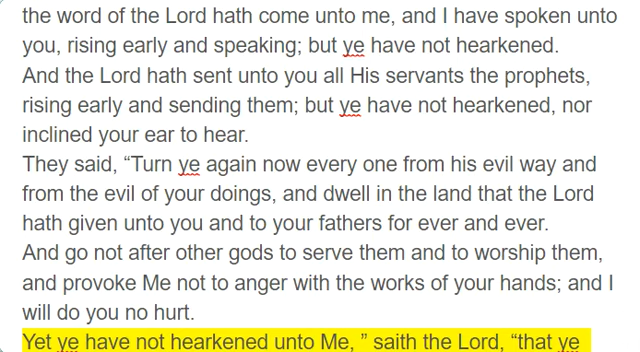 the word of the Lord hath come unto me, and I have spoken unto
you, rising early and speaking; but ye have not hearkened.
And the Lord hath sent unto you all His servants the prophets,
rising early and sending them; but ye have not hearkened, nor
inclined your ear to hear.
They said, “Turn ye again now every one from his evil way and
from the evil of your doings, and dwell in the land that the Lord
hath given unto you and to your fathers for ever and ever.
And go not after other gods to serve them and to worship them,
and provoke Me not to anger with the works of your hands; and I
will do you no hurt.
Yet ye have not hearkened unto Me, ” saith the Lord, “that ye